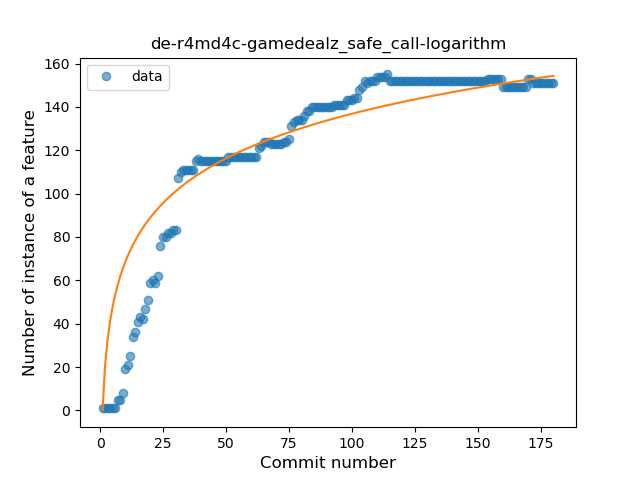 de-r4md4c-gamedealz_safe_call-logarithm
data
160
140
120
100
80
60
40
20
0
Number of instance of a feature
0 25 50 75 100 125 150 175
Commit number